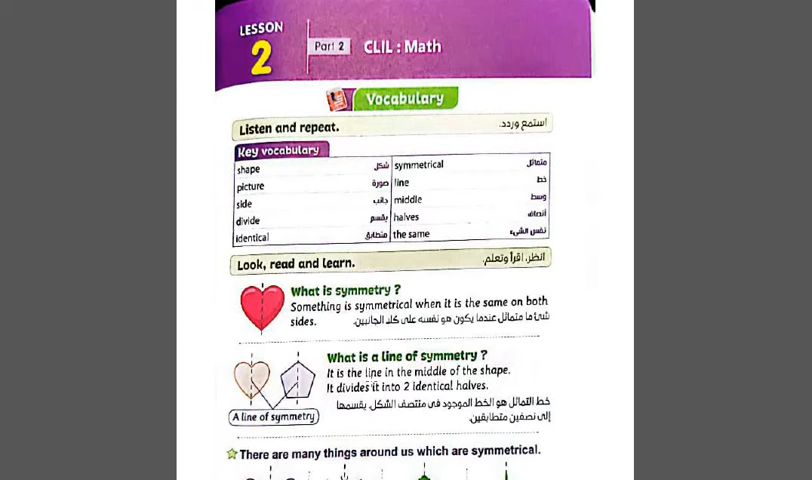 LESSON
2
Part 2 CLIL : Math
Vocabulary
Listen and repeat. استمع وردد.
Key vocabulary
shape شكل symmetrical متماثل
picture صورة line خط
side جانب middle وسط
divide يقسم halves أنصاف
identical متطابق the same نفس الشىء
Look, read and learn. انظر، اقرأ وتعلم.
What is symmetry ?
Something is symmetrical when it is the same on both
sides. شئ ما متماثل عندما يكون هو نفسه على كلا الجانبين.
What is a line of symmetry ?
It is the line in the middle of the shape.
It divides it into 2 identical halves.
خط التماثل هو الخط الموجود فى منتصف الشكل. يقسمها
إلى نصفين متطابقين.
A line of symmetry
There are many things around us which are symmetrical.